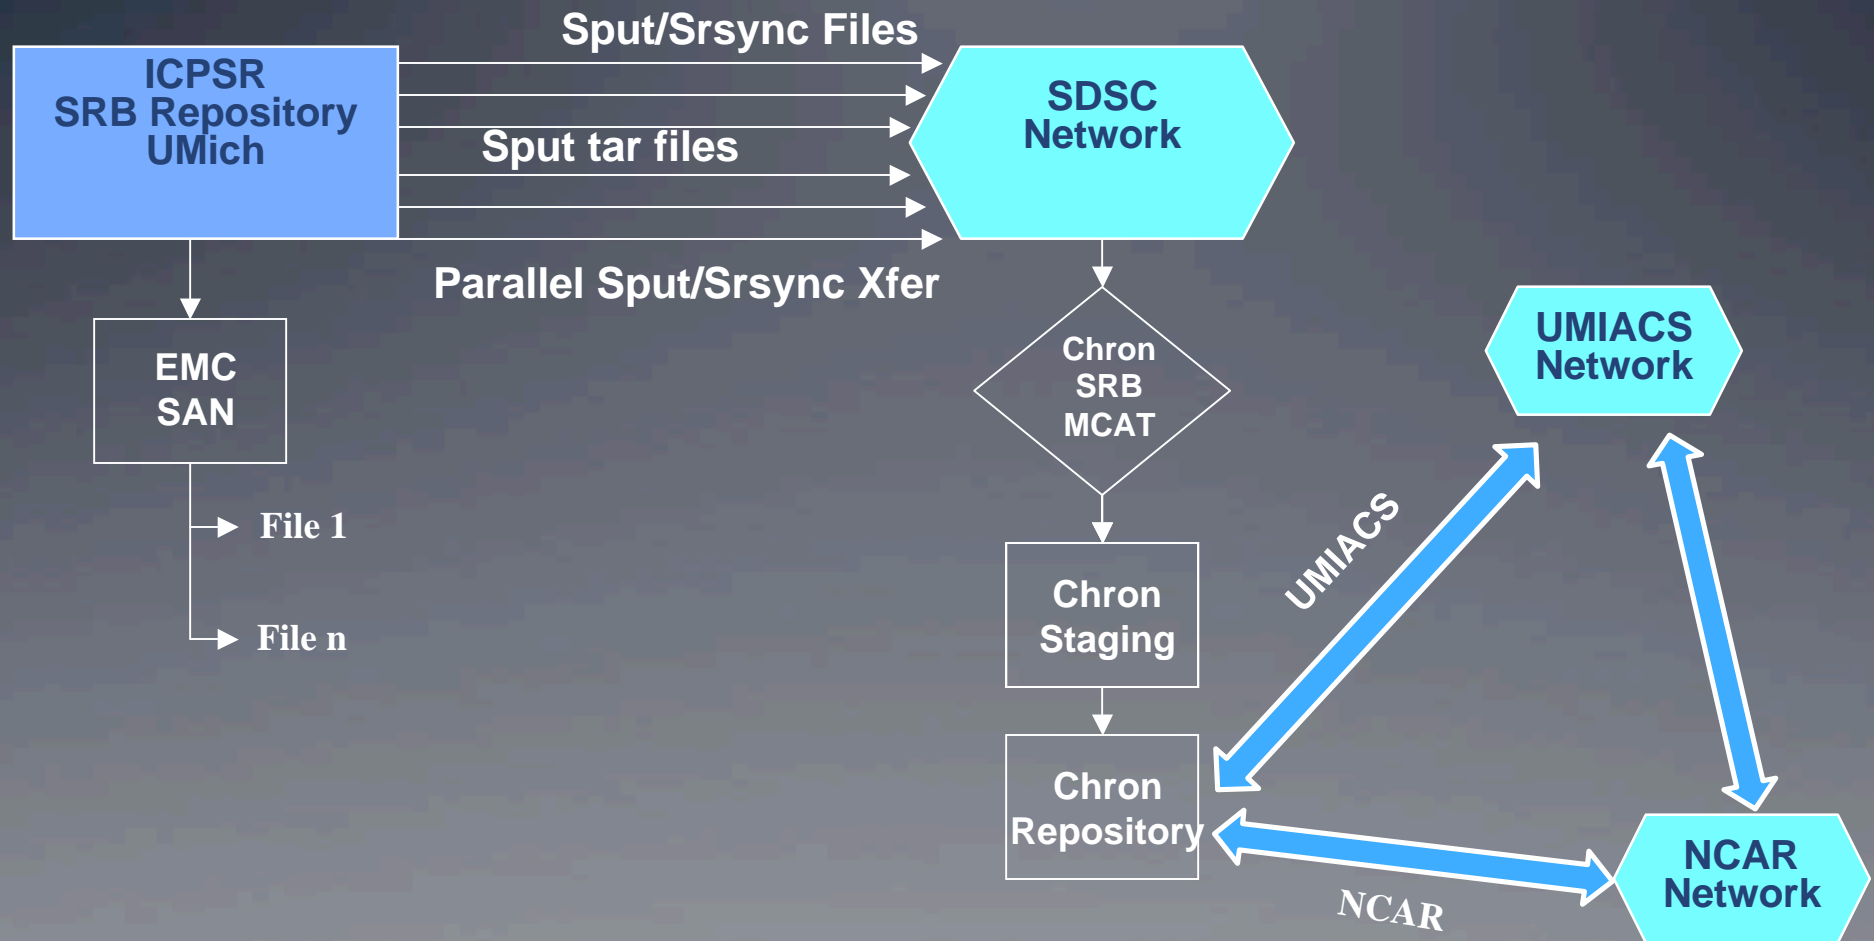 Sput/Srsync Files
ICPSR
SRB Repository
UMich
SDSC
Network
Sput tar files
Parallel Sput/Srsync Xfer
EMC
SAN
File 1
File n
Chron
SRB
MCAT
Chron
Staging
Chron
Repository
UMIACS
Network
UMIACS
NCAR
NCAR
Network